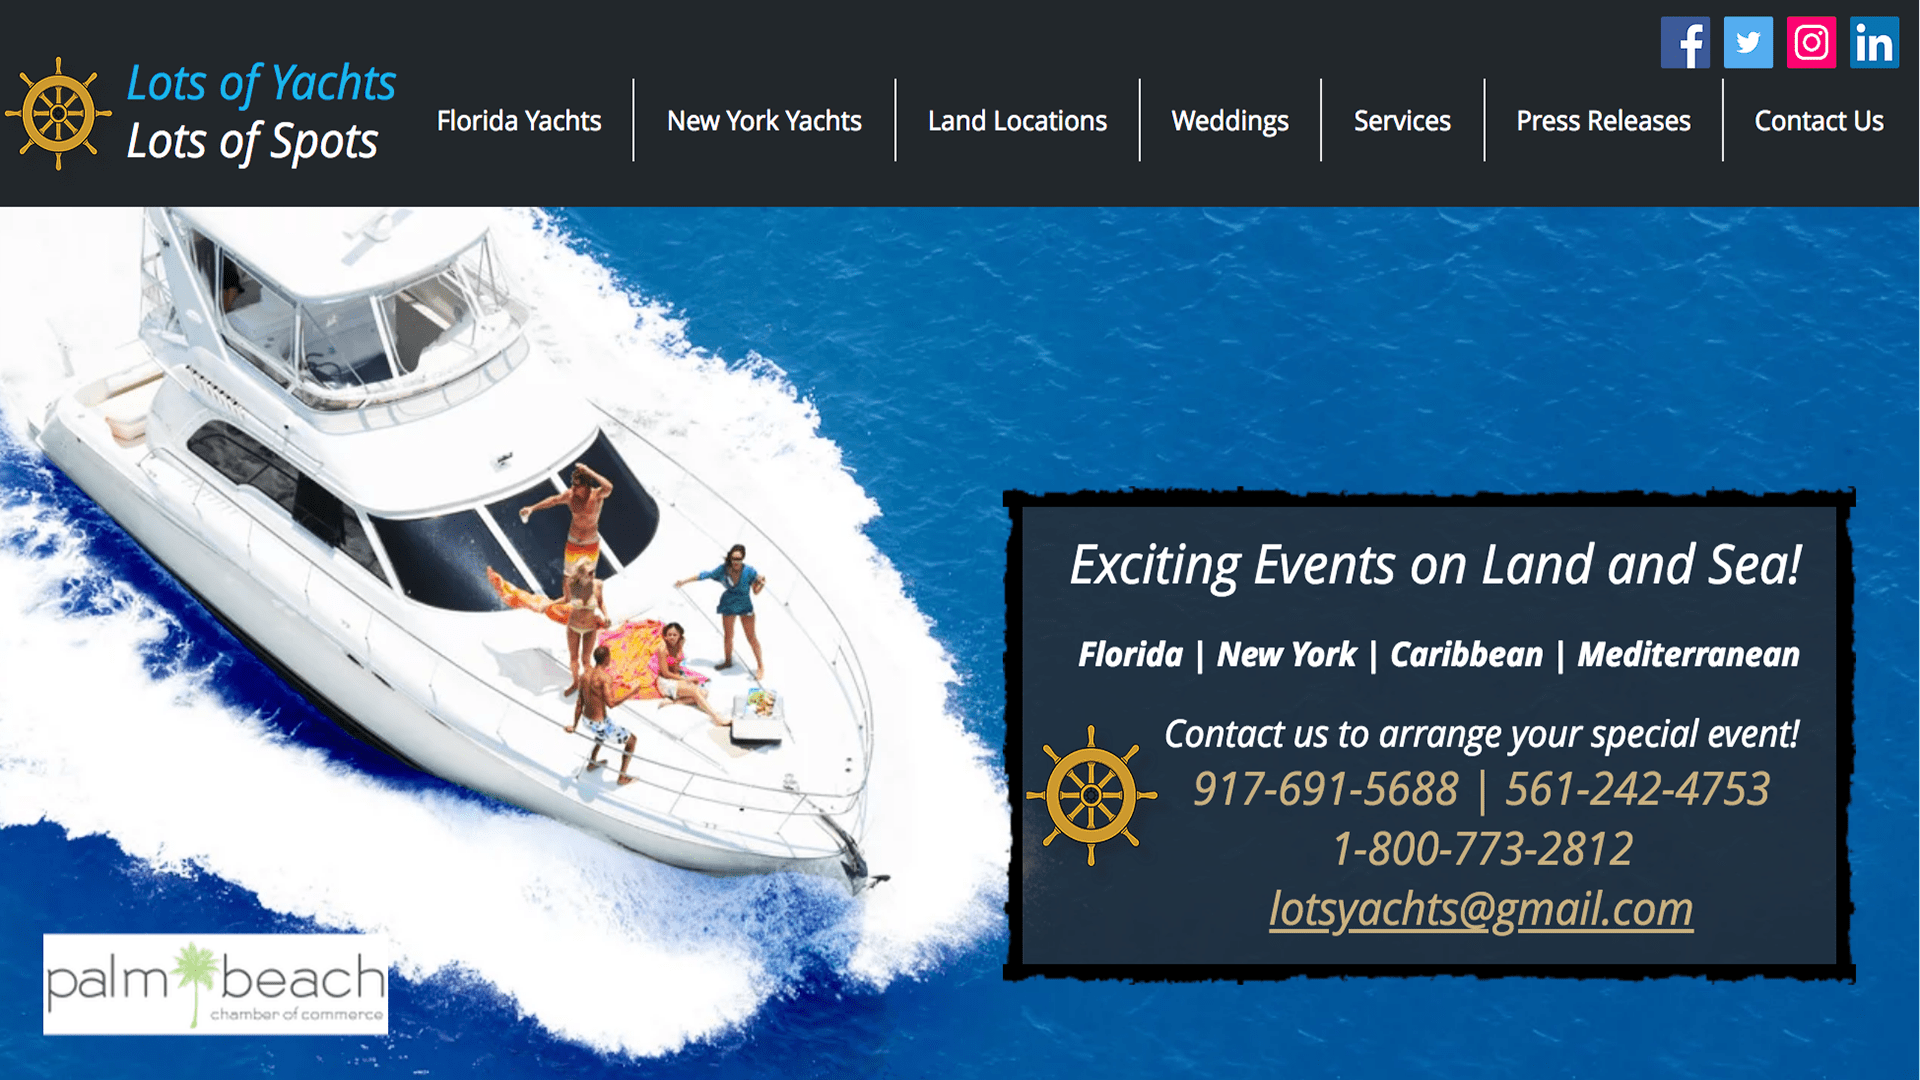 Lots of Yachts
Lots of Spots
Florida Yachts
New York Yachts
Land Locations
Weddings
Services
Press Releases
Contact Us
Exciting Events on Land and Sea!
Florida | New York | Caribbean | Mediterranean
Contact us to arrange your special event!
917-691-5688 | 561-242-4753
1-800-773-2812
lotsyachts@gmail.com
palm beach
chamber of commerce